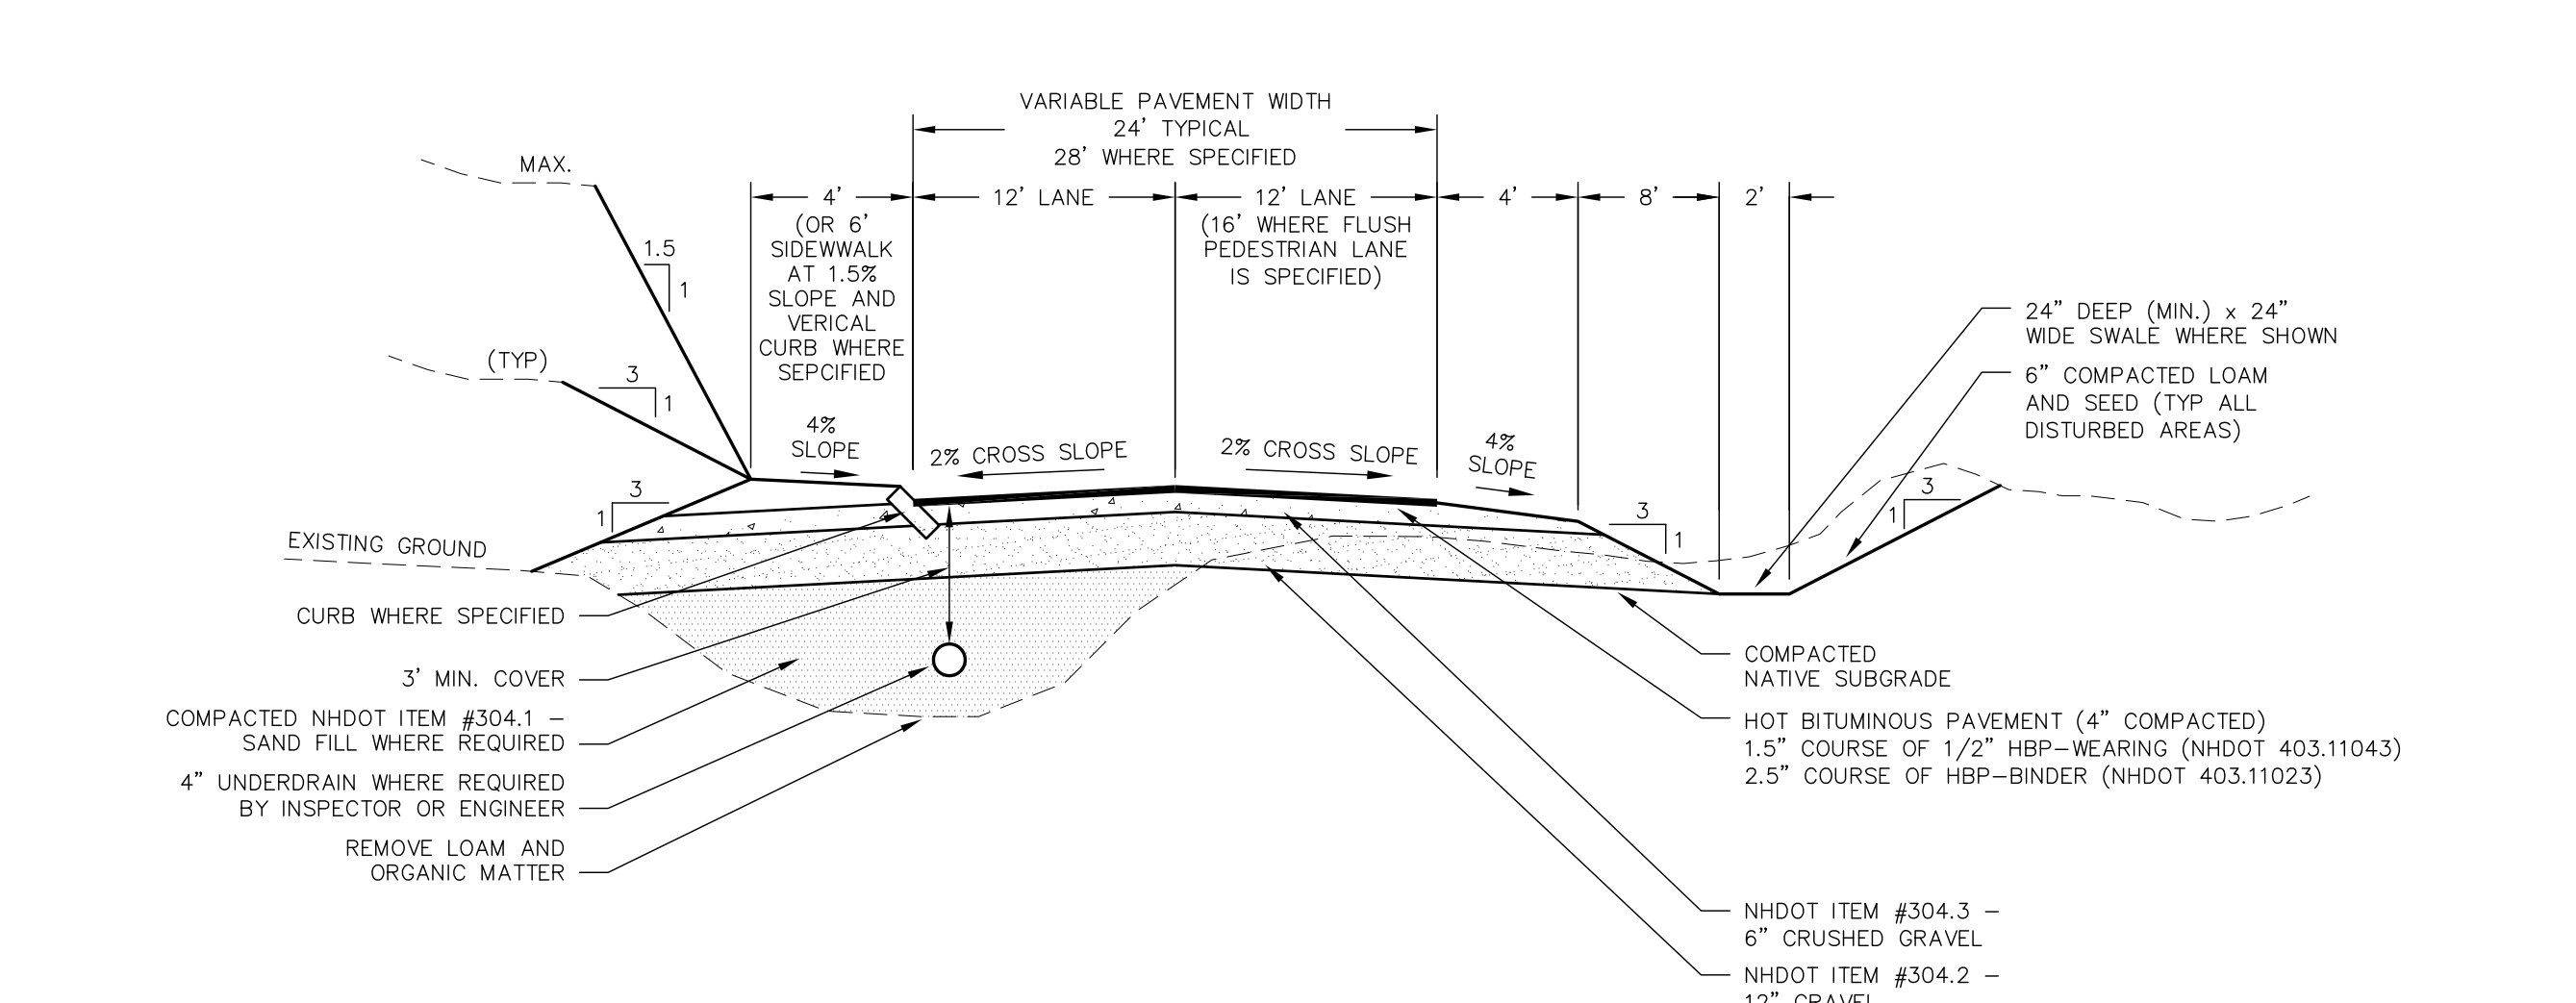 VARIABLE PAVEMENT WIDTH
24' TYPICAL
28' WHERE SPECIFIED
MAX.
4'
(OR 6'
SIDEWWALK
AT 1.5%
SLOPE AND
VERICAL
CURB WHERE
SEPCIFIED
12' LANE
12' LANE
(16' WHERE FLUSH
PEDESTRIAN LANE
IS SPECIFIED)
4'
8'
2'
1.5
1
(TYP)
3
1
24" DEEP (MIN.) x 24"
WIDE SWALE WHERE SHOWN
6" COMPACTED LOAM
AND SEED (TYP ALL
DISTURBED AREAS)
4%
SLOPE
2% CROSS SLOPE
2% CROSS SLOPE
4%
SLOPE
3
1
3
1
3
1
EXISTING GROUND
CURB WHERE SPECIFIED
3' MIN. COVER
COMPACTED NHDOT ITEM #304.1 –
SAND FILL WHERE REQUIRED
4" UNDERDRAIN WHERE REQUIRED
BY INSPECTOR OR ENGINEER
REMOVE LOAM AND
ORGANIC MATTER
COMPACTED
NATIVE SUBGRADE
HOT BITUMINOUS PAVEMENT (4" COMPACTED)
1.5" COURSE OF 1/2" HBP–WEARING (NHDOT 403.11043)
2.5" COURSE OF HBP–BINDER (NHDOT 403.11023)
NHDOT ITEM #304.3 –
6" CRUSHED GRAVEL
NHDOT ITEM #304.2 –
12" GRAVEL